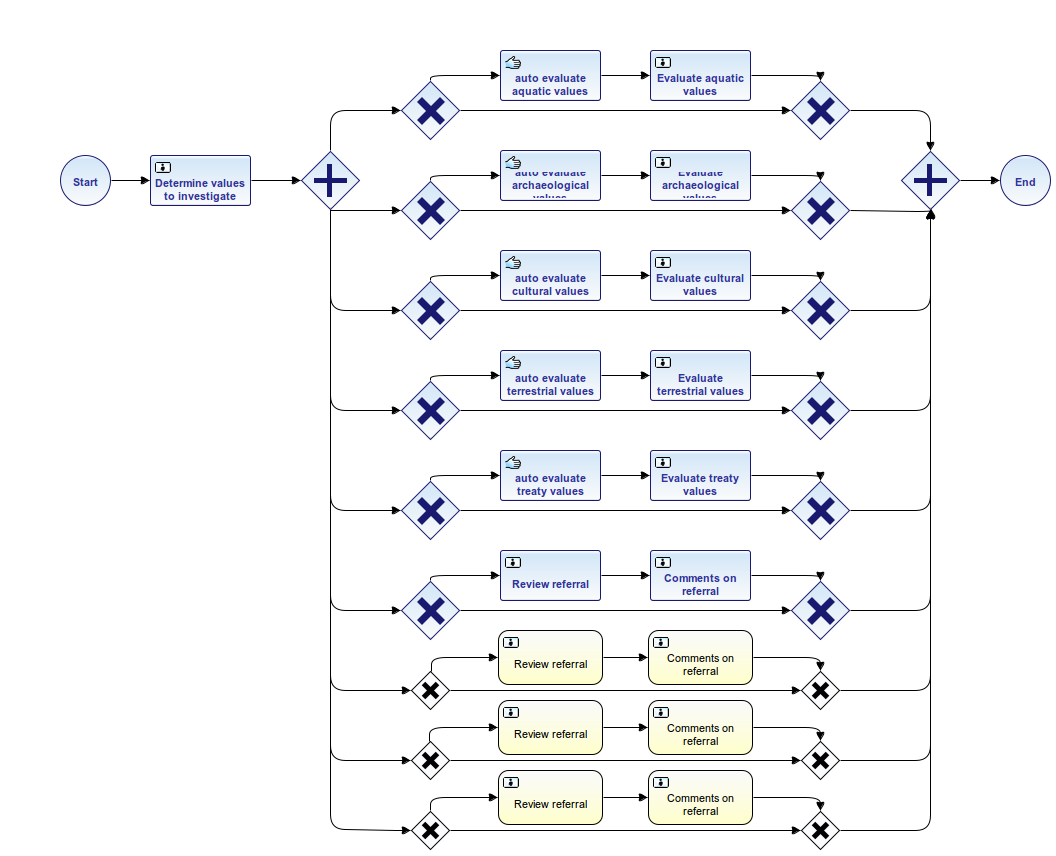 auto evaluate
aquatic values
Evaluate aquatic
values
Start
Determine values
to investigate
auto evaluate
archaeological
values
Evaluate
archaeological
values
End
auto evaluate
cultural values
Evaluate cultural
values
auto evaluate
terrestrial values
Evaluate
terrestrial values
auto evaluate
treaty values
Evaluate treaty
values
Review referral
Comments on
referral
Review referral
Comments on
referral
Review referral
Comments on
referral
Review referral
Comments on
referral